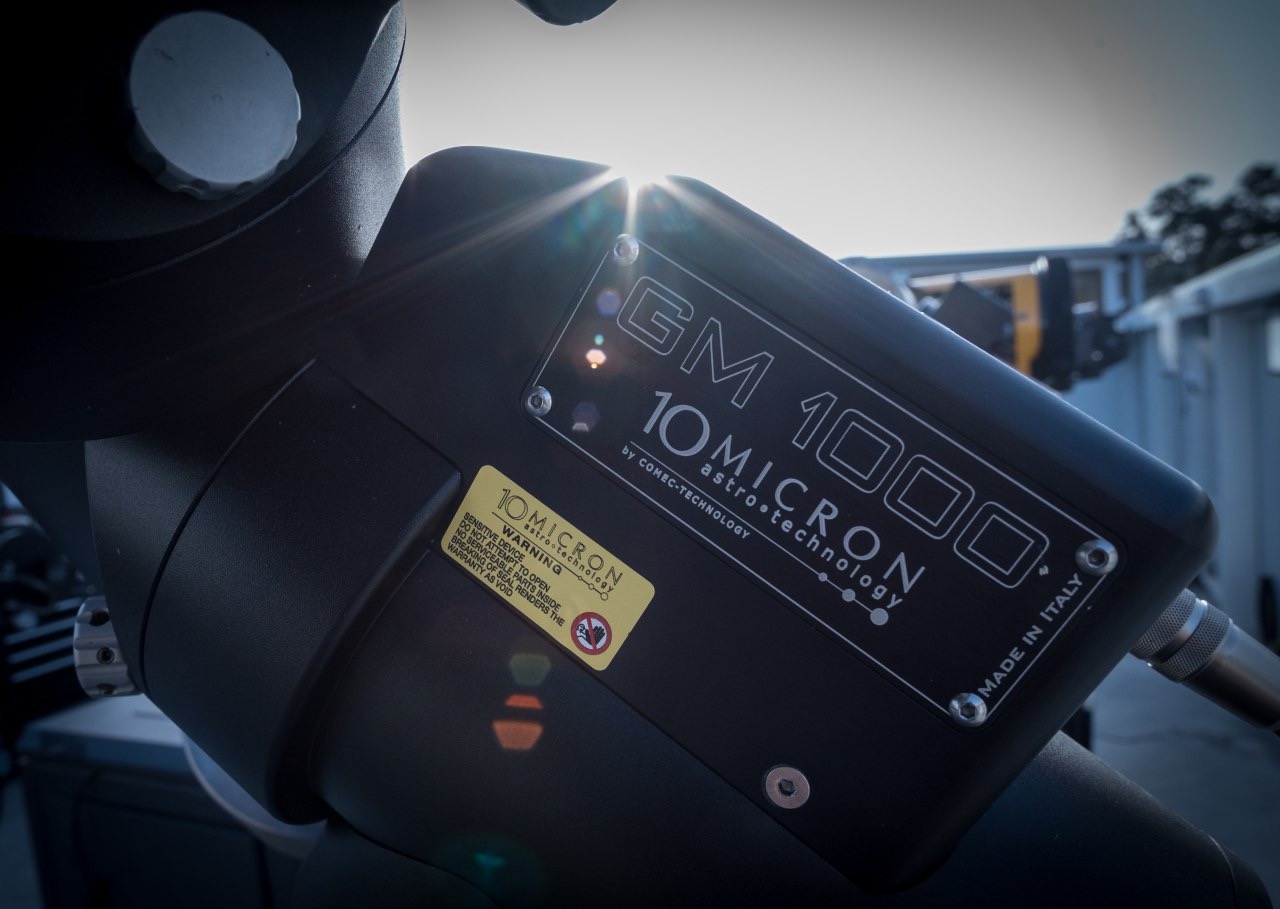 GM 1000
10MICRON
astro•technology
by COMEC-TECHNOLOGY
MADE IN ITALY
10MICRON
astro•technology
WARNING
SENSITIVE DEVICE
DO NOT ATTEMPT TO OPEN
NO SERVICEABLE PARTS INSIDE
BREAKING OF SEAL RENDERS THE
WARRANTY AS VOID